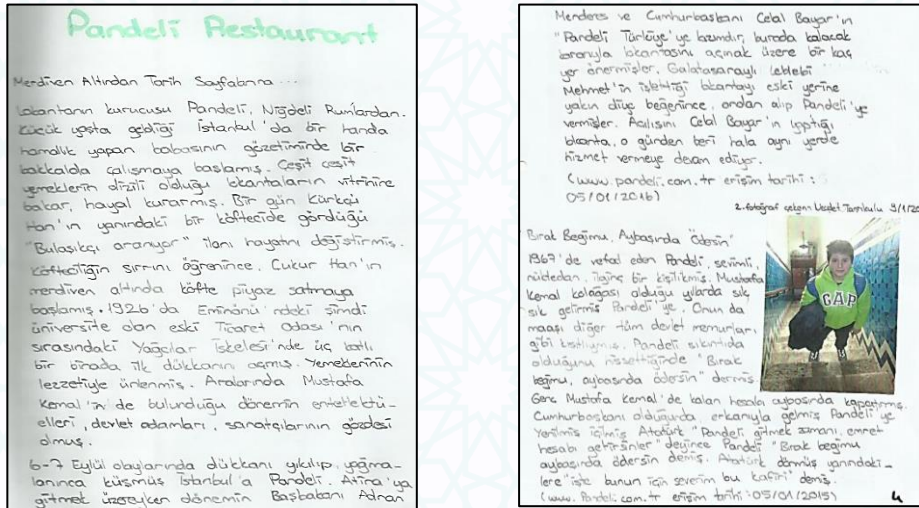 Pandeli Restaurant
Merdiven Altından Tarih Sayfalarına ...
Lokantanın kurucusu Pandeli, Niğdeli Rumlardan.
Küçük yaşta geldiği İstanbul'da bir handa
hamallık yapan babasının gözetiminde bir
bakkalda çalışmaya başlamış. Çeşit çeşit
yemeklerin dizili olduğu lokantaların vitrinine
bakar, hayal kurarmış. Bir gün Kürkçü
Han'ın yanındaki bir köftecide gördüğü
"Bulaşıkçı aranıyor" ilanı hayatını değiştirmiş.
Köfteciliğin sırrını öğrenince, Çukur Han'ın
merdiven altında köfte piyaz satmaya
başlamış. 1926'da Eminönü'ndeki şimdi
üniversite olan eski Ticaret Odası'nın
sırasındaki Yağcılar İskelesi'nde üç katlı
bir binada ilk dükkanını açmış. Yemeklerinin
lezzetiyle ünlenmiş. Aralarında Mustafa
Kemal'in de bulunduğu dönemin entellektü-
elleri, devlet adamları, sanatçılarının gözdesi
olmuş.
6-7 Eylül olaylarında dükkanı yıkılıp, yağma-
lanınca küsmüş İstanbul'a Pandeli. Atina'ya
gitmek üzereyken dönemin Başbakanı Adnan
Menderes ve Cumhurbaşkanı Celal Bayar'ın
"Pandeli Türkiye'ye lazımdır, burada kalacak
kararıyla lokantasını açmak üzere bir kaç
yer önermişler. Galatasaraylı leblebi
Mehmet'in işlettiği lokantayı eski yerine
yakın diye beğenince, ondan alıp Pandeli'ye
vermişler. Açılışını Celal Bayar'ın yaptığı
lokanta, o günden beri hala aynı yerde
hizmet vermeye devam ediyor.
(www.pandeli.com.tr erişim tarihi:
05/01/2016)
2. fotoğraf çeken: 9/1/20
Bırak Beğimu, Aybaşında Ödersin"
1967'de vefat eden Pandeli, sevimli,
nüktedan, ilginç bir kişilikmiş. Mustafa
Kemal kolağası olduğu yıllarda sık
sık gelirmiş Pandeli'ye. Onun da
maaşı diğer tüm devlet memurları
gibi kısıtlıymış. Pandeli sıkıntıda
olduğunu hissettiğinde "Bırak
beğimu, aybaşında ödersin" dermiş.
Genç Mustafa Kemal'de kalan hesabı aybaşında kapatırmış.
Cumhurbaşkanı olduğunda, erkanıyla gelmiş Pandeli'ye
Yenilmiş içilmiş Atatürk "Pandeli gitmek zamanı, emret
hesabı getirsinler" deyince Pandeli "Bırak beğimu
aybaşında ödersin demiş. Atatürk dönmüş yanındaki-
lere "işte bunun için severim bu kafiri" demiş.
(www.Pandeli.com.tr erişim tarihi: 05/01/2015)
4
GAP